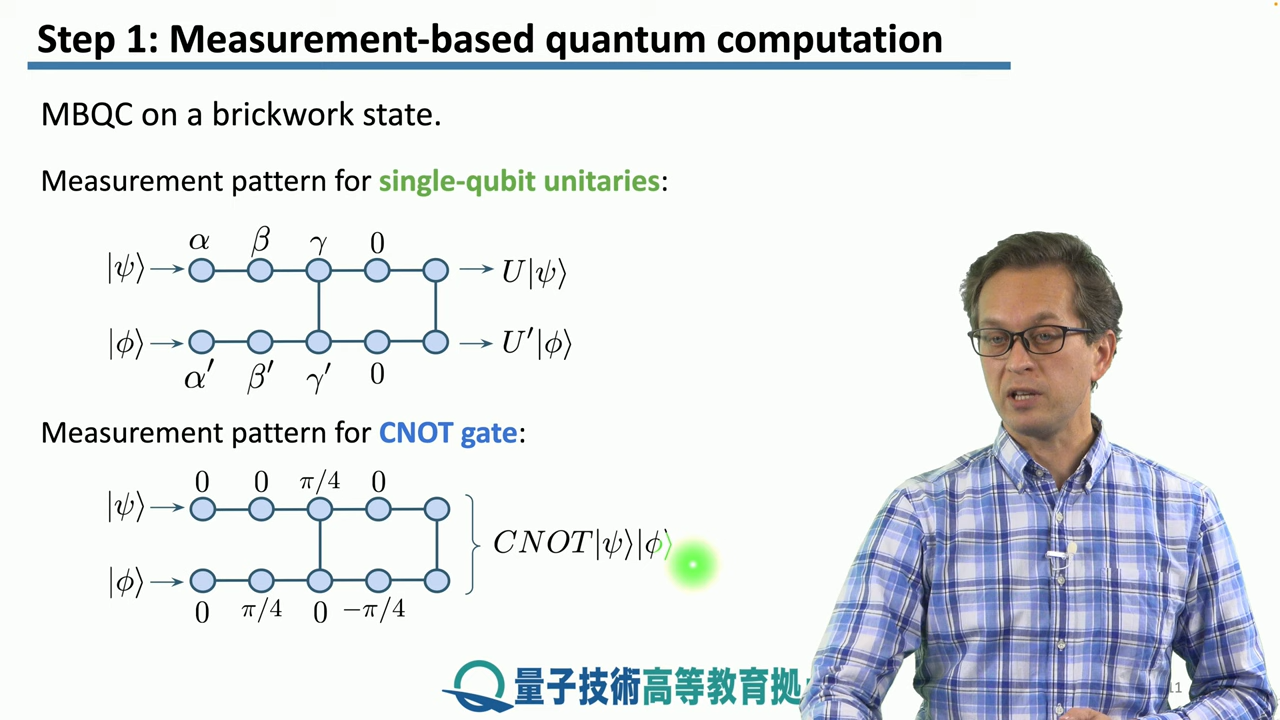 Step 1: Measurement-based quantum computation
MBQC on a brickwork state.
Measurement pattern for single-qubit unitaries:
α β γ 0
|ψ⟩ U|ψ⟩
|ϕ⟩ U′|ϕ⟩
α′ β′ γ′ 0
Measurement pattern for CNOT gate:
0 0 π/4 0
|ψ⟩
CNOT|ψ⟩|ϕ⟩
|ϕ⟩
0 π/4 0 −π/4
量子技術高等教育拠
11